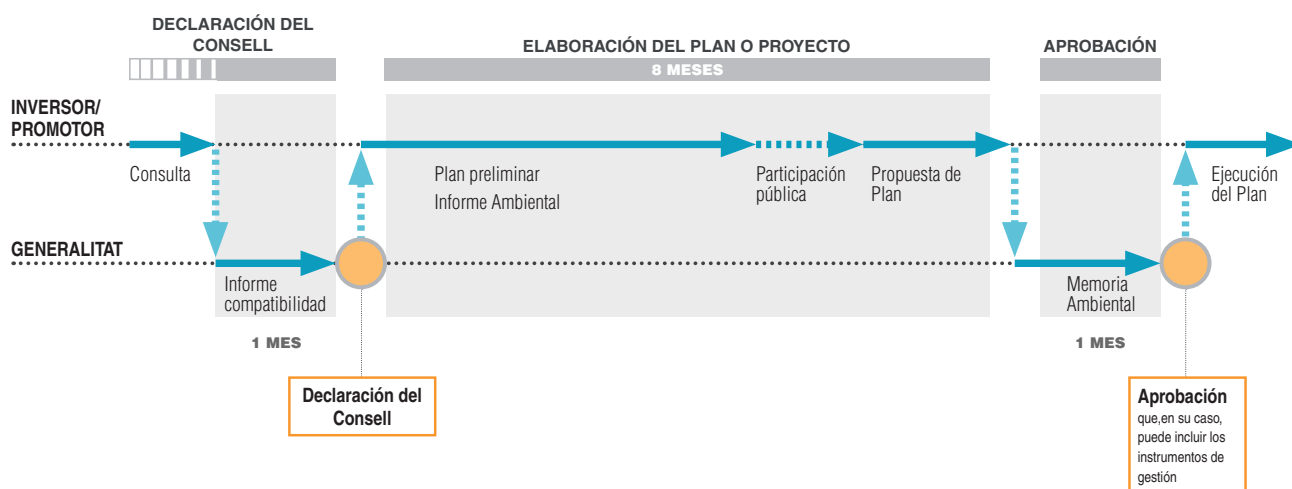 DECLARACIÓN DEL
CONSELL
ELABORACIÓN DEL PLAN O PROYECTO
APROBACIÓN
8 MESES
INVERSOR/
PROMOTOR
Consulta
Plan preliminar
Informe Ambiental
Participación
pública
Propuesta de
Plan
Ejecución
del Plan
GENERALITAT
Informe
compatibilidad
Memoria
Ambiental
1 MES
1 MES
Declaración del
Consell
Aprobación
que,en su caso,
puede incluir los
instrumentos de
gestión